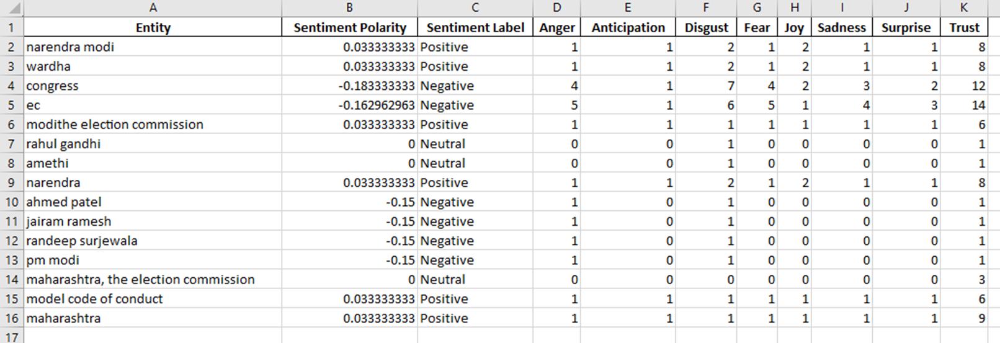 A B C D E F G H I J K
1 Entity Sentiment Polarity Sentiment Label Anger Anticipation Disgust Fear Joy Sadness Surprise Trust
2 narendra modi 0.033333333 Positive 1 1 2 1 2 1 1 8
3 wardha 0.033333333 Positive 1 1 2 1 2 1 1 8
4 congress -0.183333333 Negative 4 1 7 4 2 3 2 12
5 ec -0.162962963 Negative 5 1 6 5 1 4 3 14
6 modithe election commission 0.033333333 Positive 1 1 1 1 1 1 1 6
7 rahul gandhi 0 Neutral 0 0 1 0 0 0 0 1
8 amethi 0 Neutral 0 0 1 0 0 0 0 1
9 narendra 0.033333333 Positive 1 1 2 1 2 1 1 8
10 ahmed patel -0.15 Negative 1 0 1 0 0 0 0 1
11 jairam ramesh -0.15 Negative 1 0 1 0 0 0 0 1
12 randeep surjewala -0.15 Negative 1 0 1 0 0 0 0 1
13 pm modi -0.15 Negative 1 0 1 0 0 0 0 1
14 maharashtra, the election commission 0 Neutral 0 0 0 0 0 0 0 3
15 model code of conduct 0.033333333 Positive 1 1 1 1 1 1 1 6
16 maharashtra 0.033333333 Positive 1 1 1 1 1 1 1 9
17